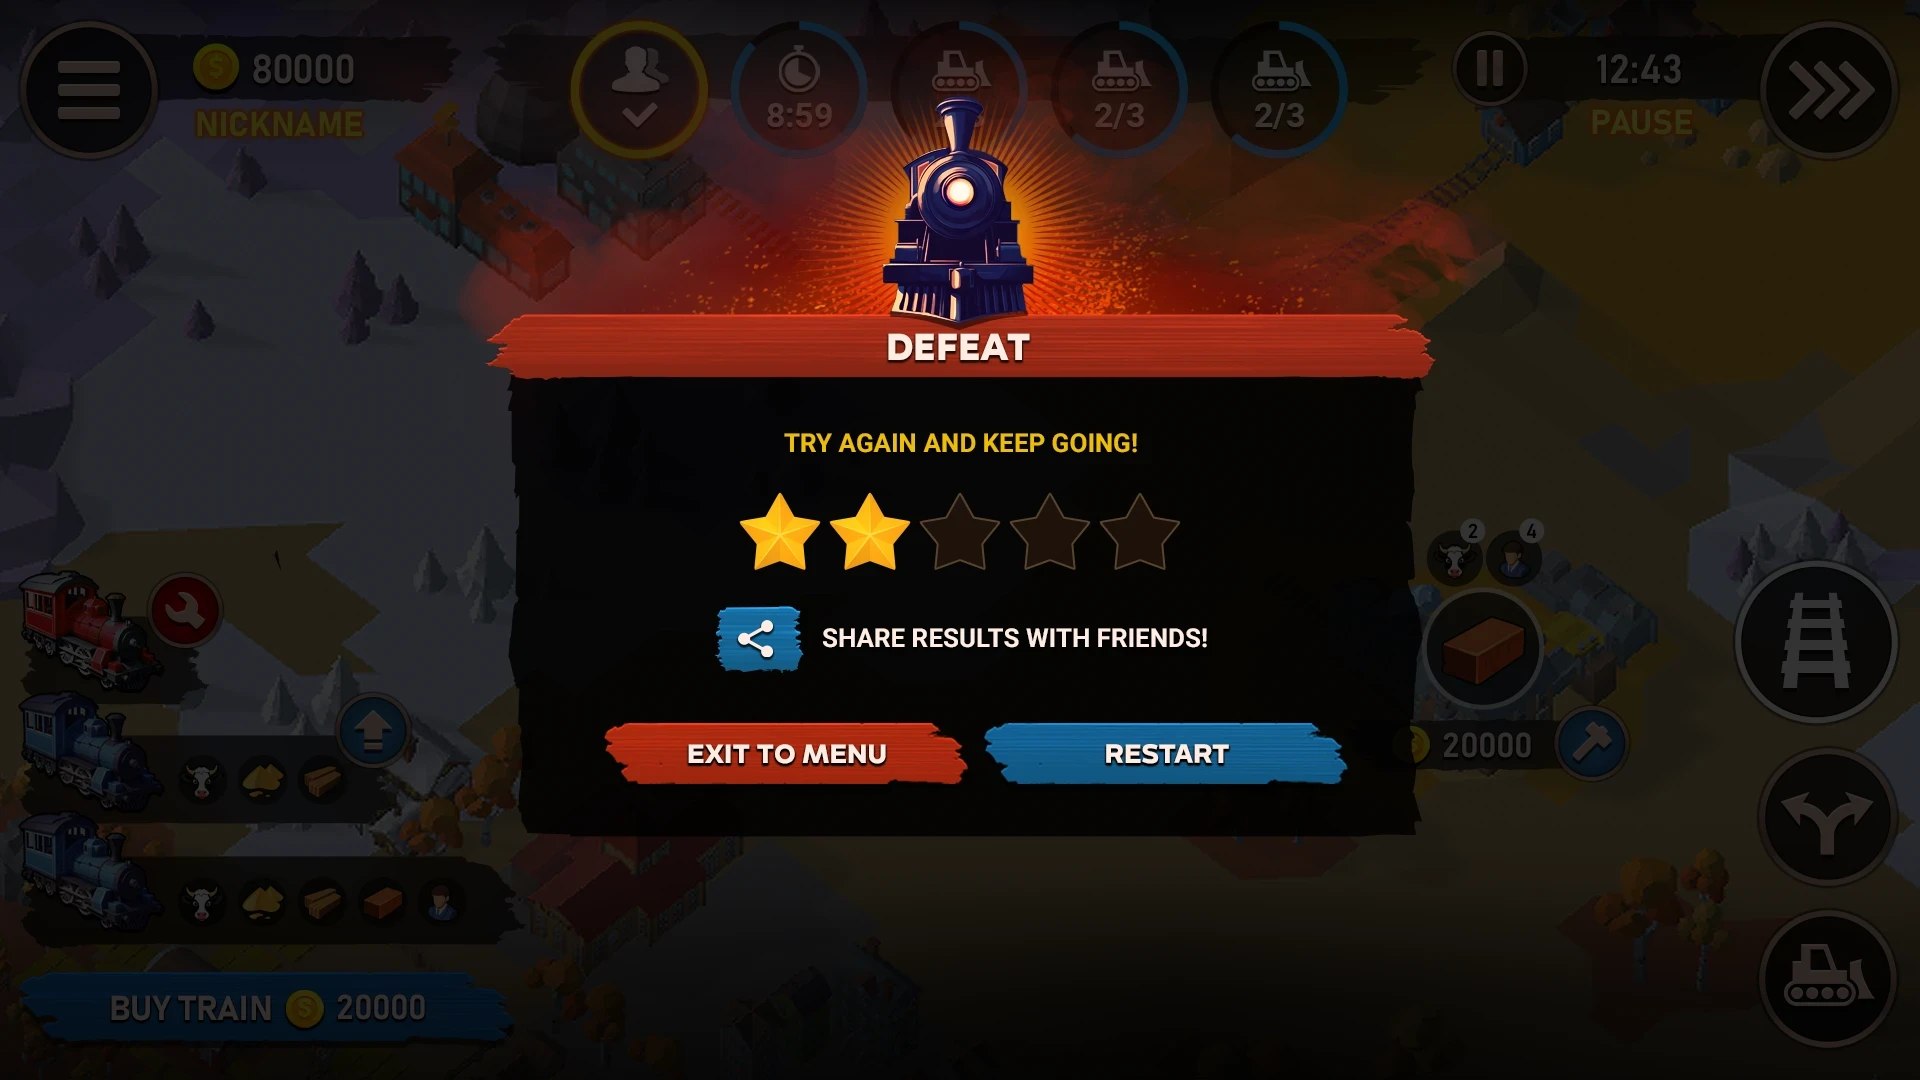 80000
NICKNAME
8:59
2/3
2/3
12:43
PAUSE
DEFEAT
TRY AGAIN AND KEEP GOING!
SHARE RESULTS WITH FRIENDS!
EXIT TO MENU
RESTART
2
4
20000
BUY TRAIN 20000